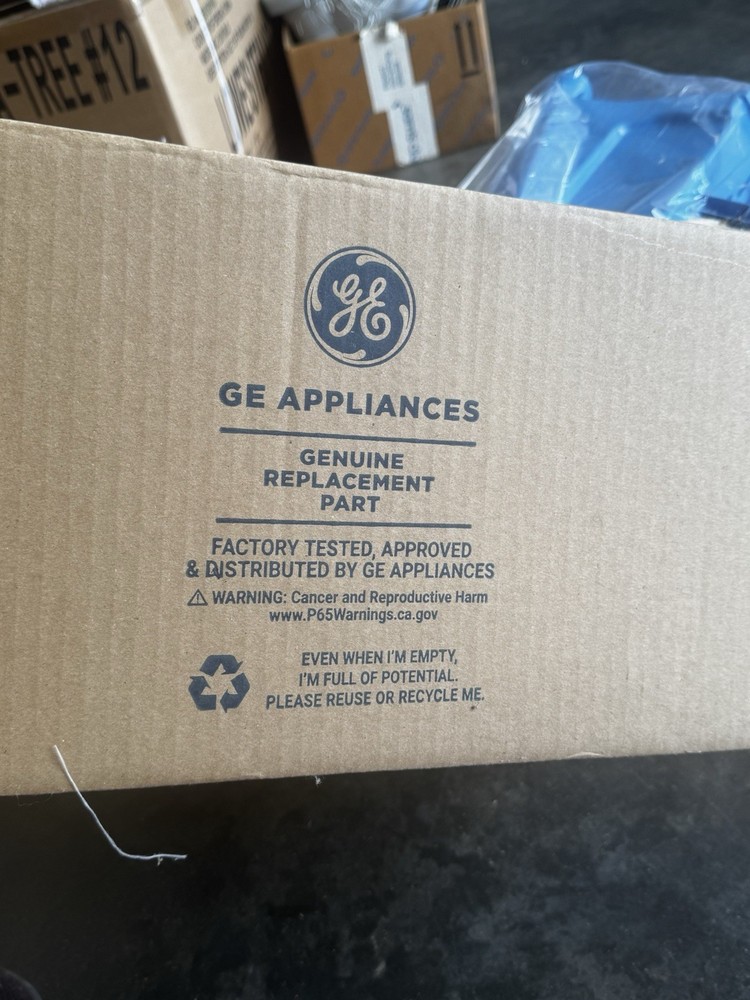 -TREE #12
GE
GE APPLIANCES
GENUINE
REPLACEMENT
PART
FACTORY TESTED, APPROVED
& DISTRIBUTED BY GE APPLIANCES
⚠ WARNING: Cancer and Reproductive Harm
www.P65Warnings.ca.gov
EVEN WHEN I'M EMPTY,
I'M FULL OF POTENTIAL.
PLEASE REUSE OR RECYCLE ME.